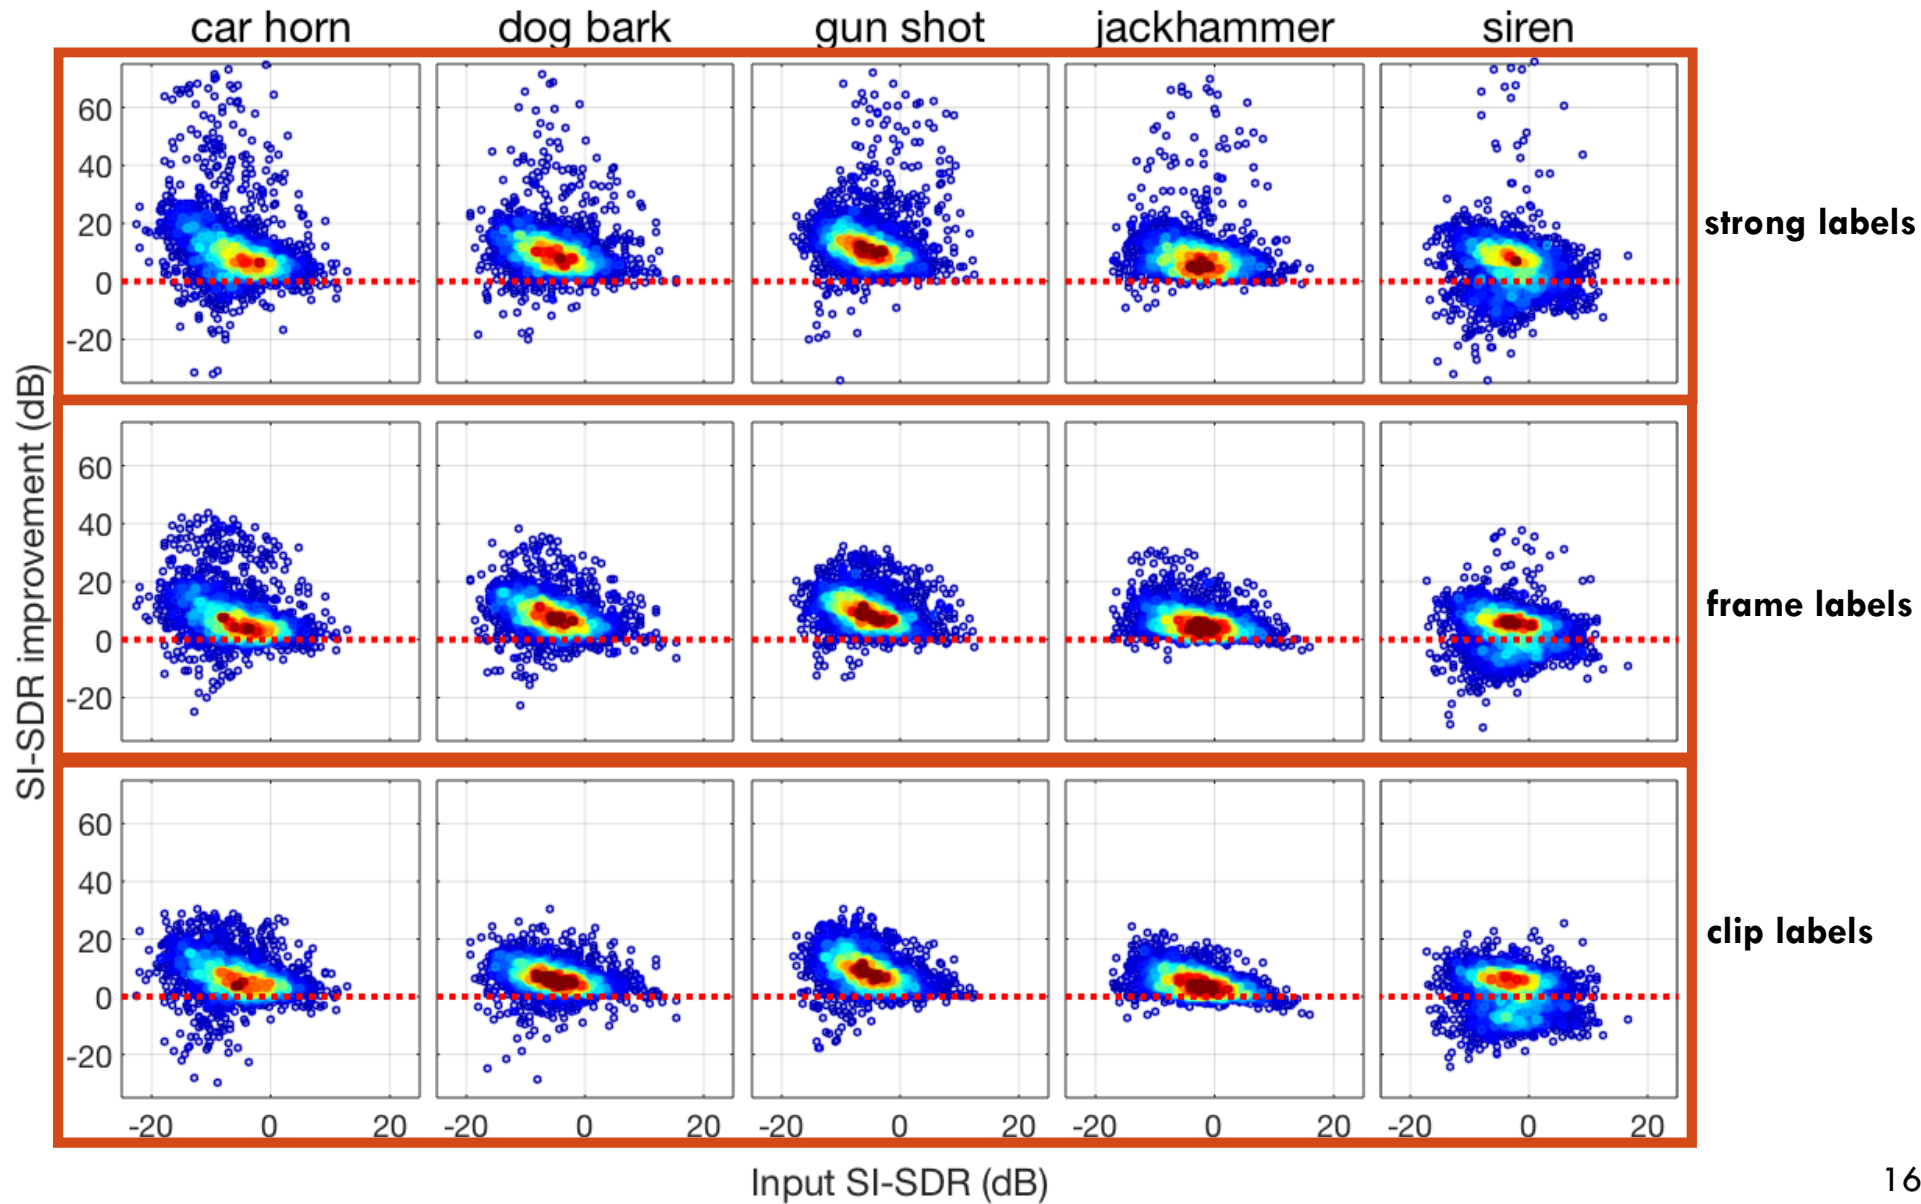 car horn dog bark gun shot jackhammer siren
60
40
20
0
-20
strong labels
60
40
20
0
-20
frame labels
60
40
20
0
-20
clip labels
-20 0 20 -20 0 20 -20 0 20 -20 0 20 -20 0 20
SI-SDR improvement (dB)
Input SI-SDR (dB)
16